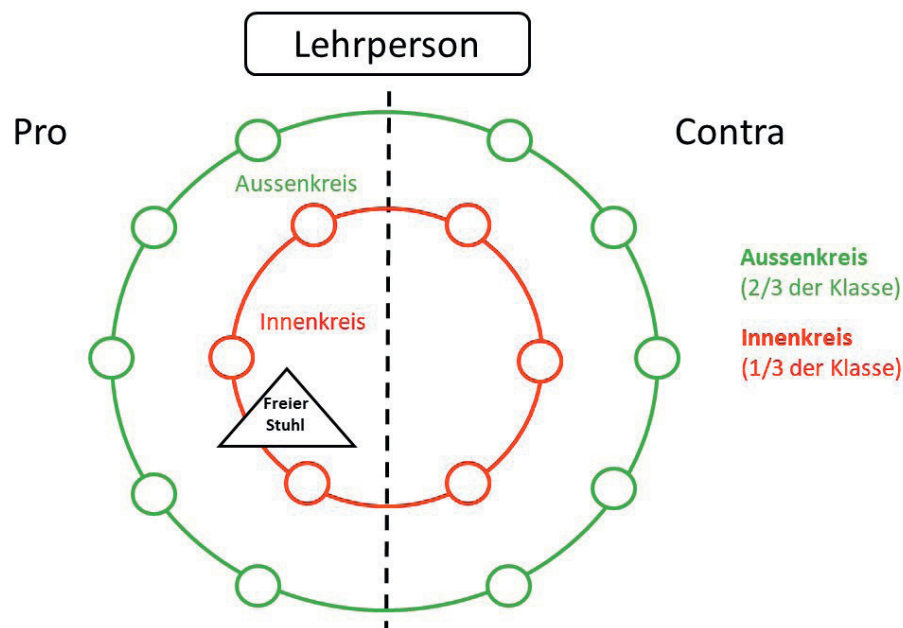 Lehrperson
Pro
Contra
Aussenkreis
Innenkreis
Freier
Stuhl
Aussenkreis
(2/3 der Klasse)
Innenkreis
(1/3 der Klasse)